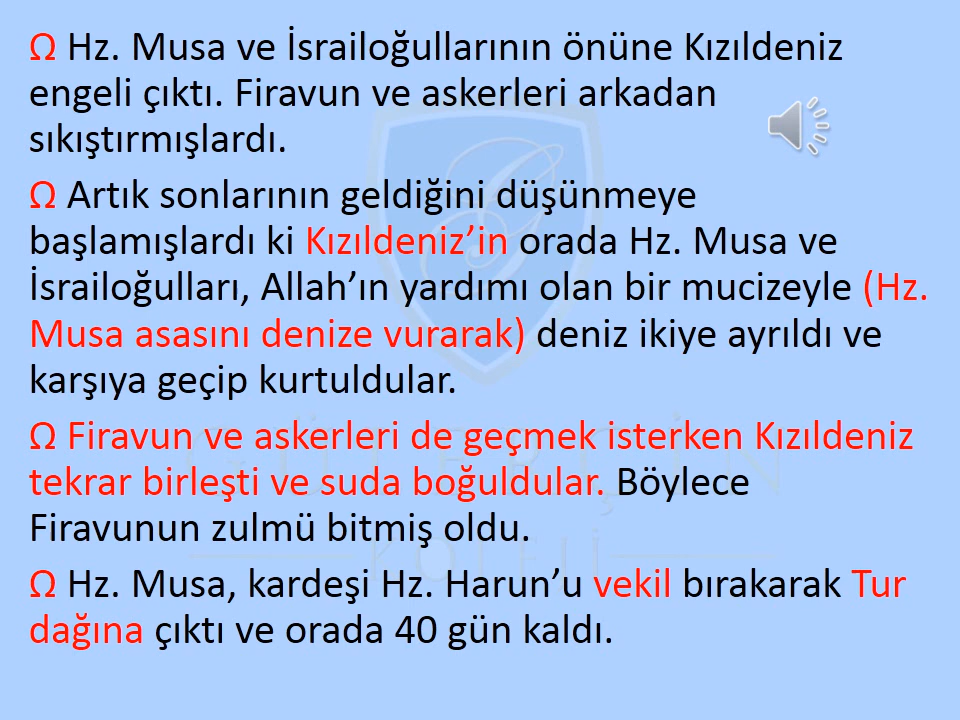 Ω Hz. Musa ve İsrailoğullarının önüne Kızıldeniz
engeli çıktı. Firavun ve askerleri arkadan
sıkıştırmışlardı.
Ω Artık sonlarının geldiğini düşünmeye
başlamışlardı ki Kızıldeniz’in orada Hz. Musa ve
İsrailoğulları, Allah’ın yardımı olan bir mucizeyle (Hz.
Musa asasını denize vurarak) deniz ikiye ayrıldı ve
karşıya geçip kurtuldular.
Ω Firavun ve askerleri de geçmek isterken Kızıldeniz
tekrar birleşti ve suda boğuldular. Böylece
Firavunun zulmü bitmiş oldu.
Ω Hz. Musa, kardeşi Hz. Harun’u vekil bırakarak Tur
dağına çıktı ve orada 40 gün kaldı.